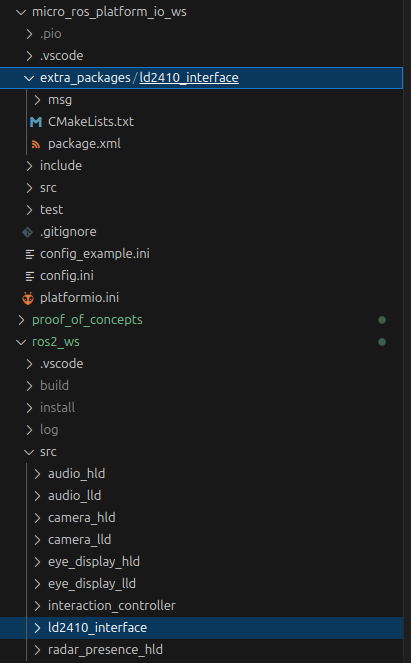 micro_ros_platform_io_ws
.pio
.vscode
extra_packages/ld2410_interface
msg
CMakeLists.txt
package.xml
include
src
test
.gitignore
config_example.ini
config.ini
platformio.ini
proof_of_concepts
ros2_ws
.vscode
build
install
log
src
audio_hld
audio_lld
camera_hld
camera_lld
eye_display_hld
eye_display_lld
interaction_controller
ld2410_interface
radar_presence_hld